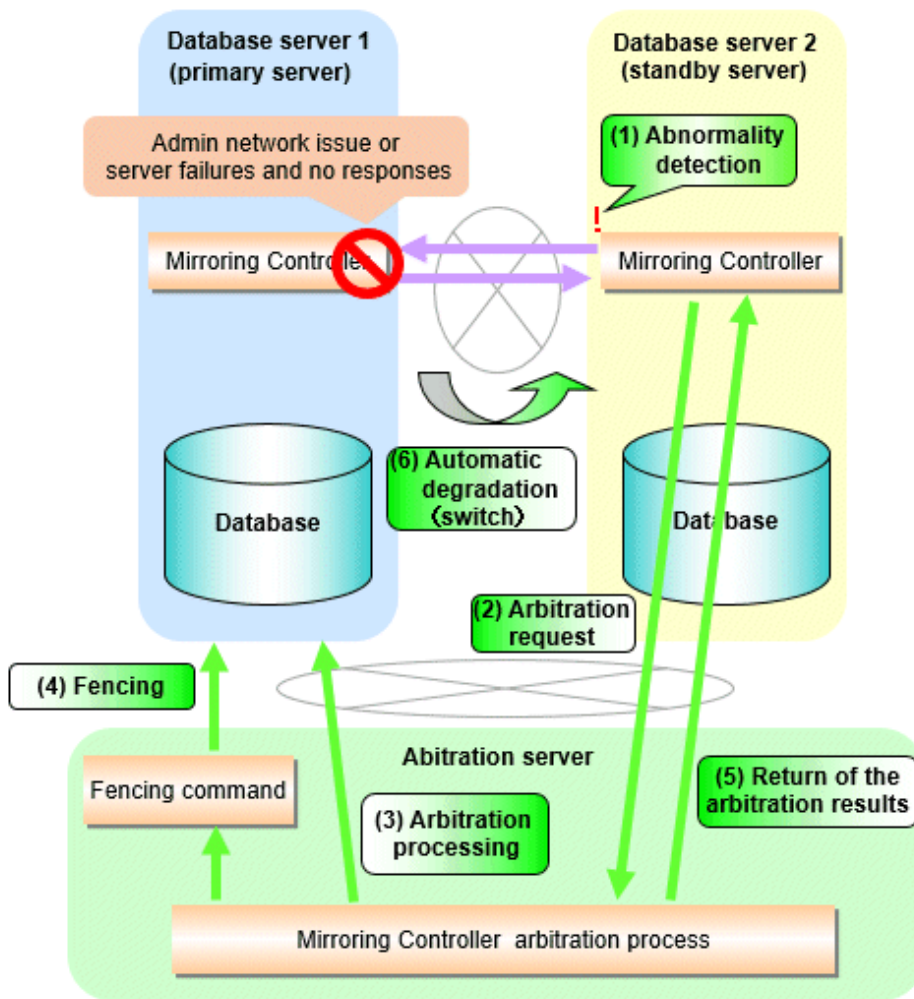 Database server 1
(primary server)
Database server 2
(standby server)
Admin network issue or
server failures and no responses
(1) Abnormality
detection
!
Mirroring Controller
Mirroring Controller
(6) Automatic
degradation
(switch)
Database
Database
(2) Arbitration
request
(4) Fencing
Abitration server
Fencing command
(3) Arbitration
processing
(5) Return of the
arbitration results
Mirroring Controller arbitration process